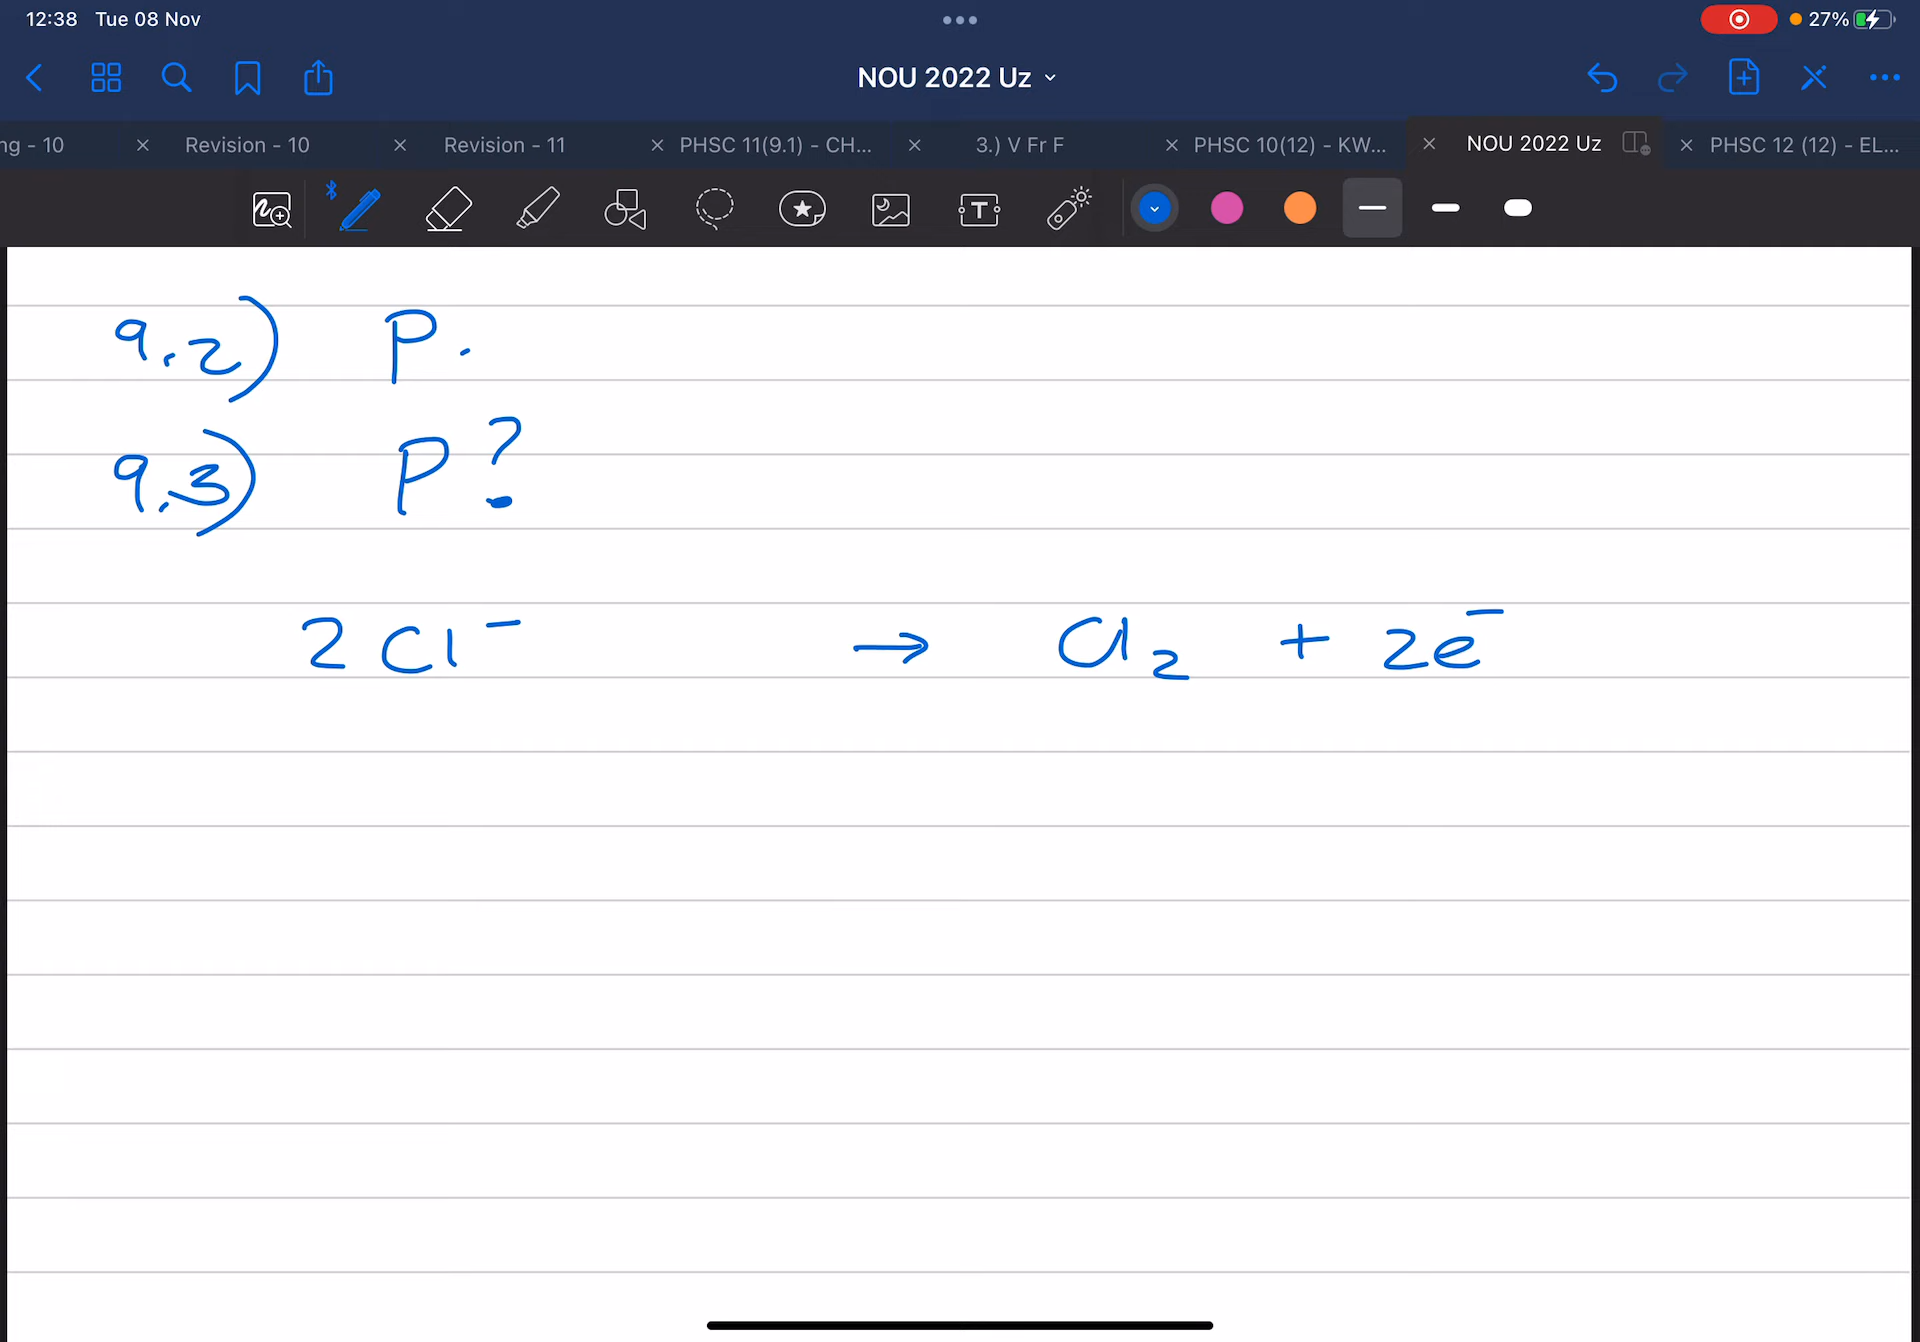 12:38 Tue 08 Nov
27%
NOU 2022 Uz
ng - 10
Revision - 10
Revision - 11
PHSC 11(9.1) - CH...
3.) V Fr F
PHSC 10(12) - KW...
NOU 2022 Uz
PHSC 12 (12) - EL...
T
9.2) P.
9.3) P?
2Cl⁻ → Cl₂ + 2e⁻